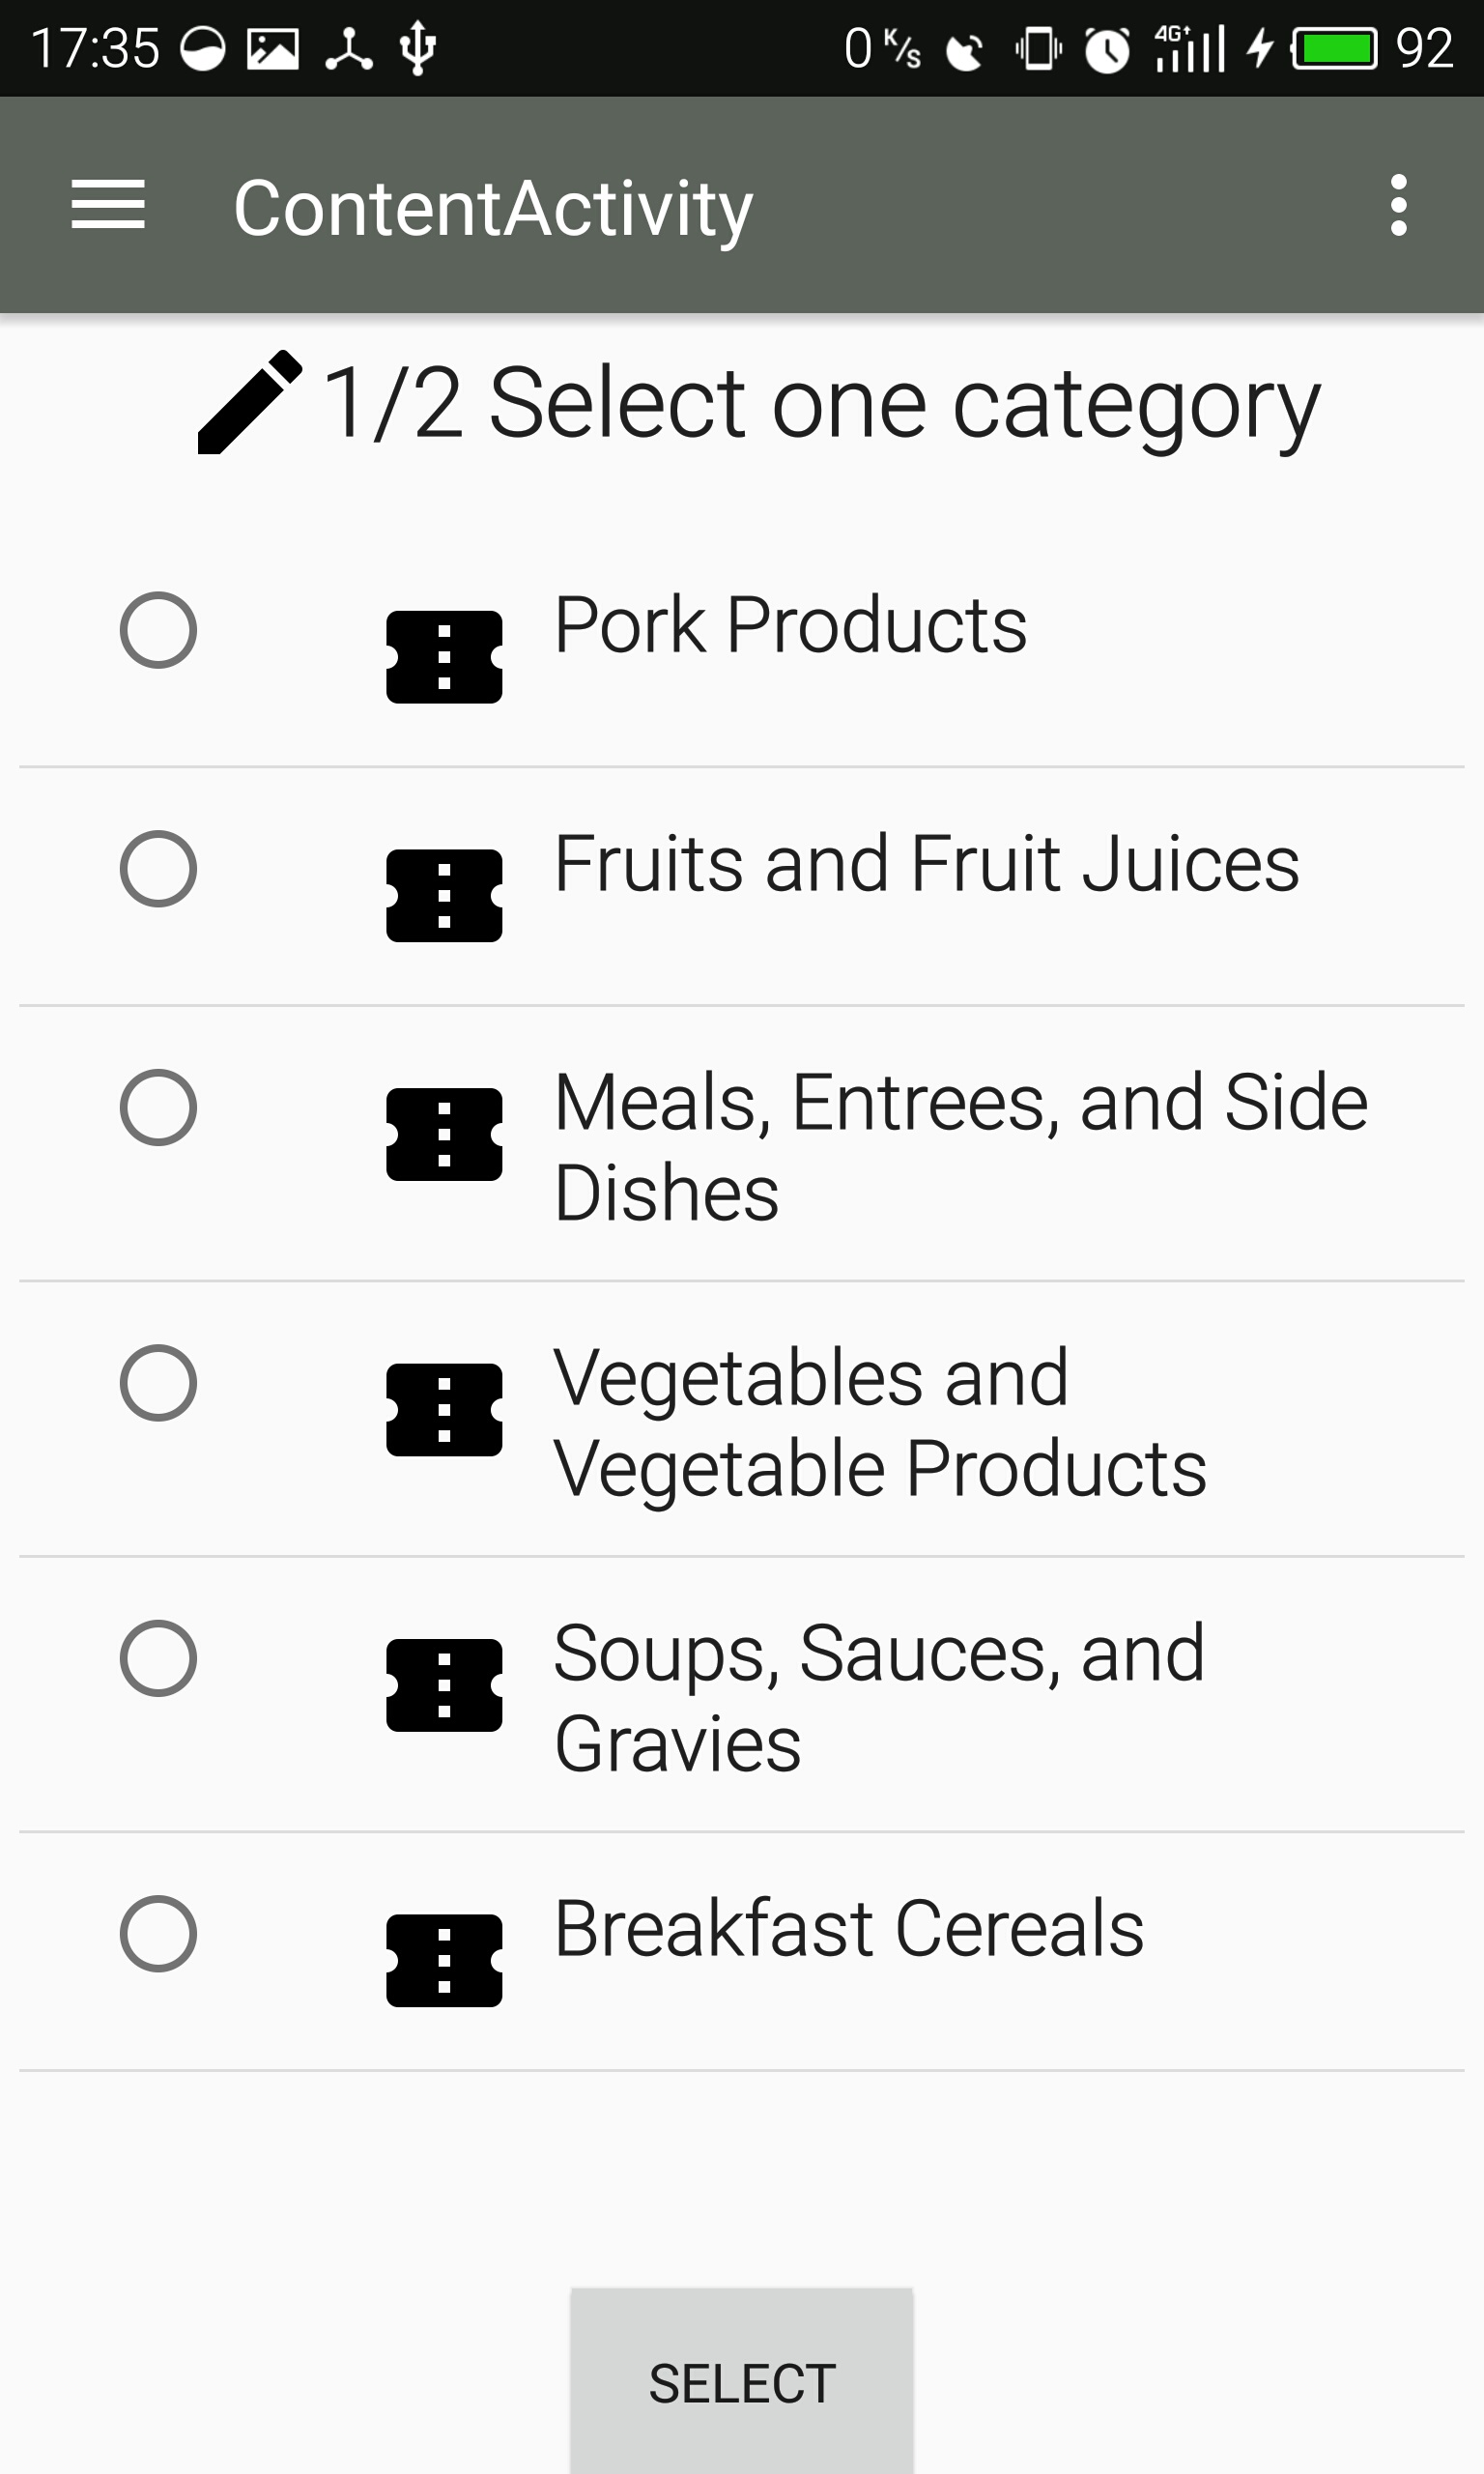 17:35 0 K/s 4G 92
ContentActivity
1/2 Select one category
Pork Products
Fruits and Fruit Juices
Meals, Entrees, and Side
Dishes
Vegetables and
Vegetable Products
Soups, Sauces, and
Gravies
Breakfast Cereals
SELECT